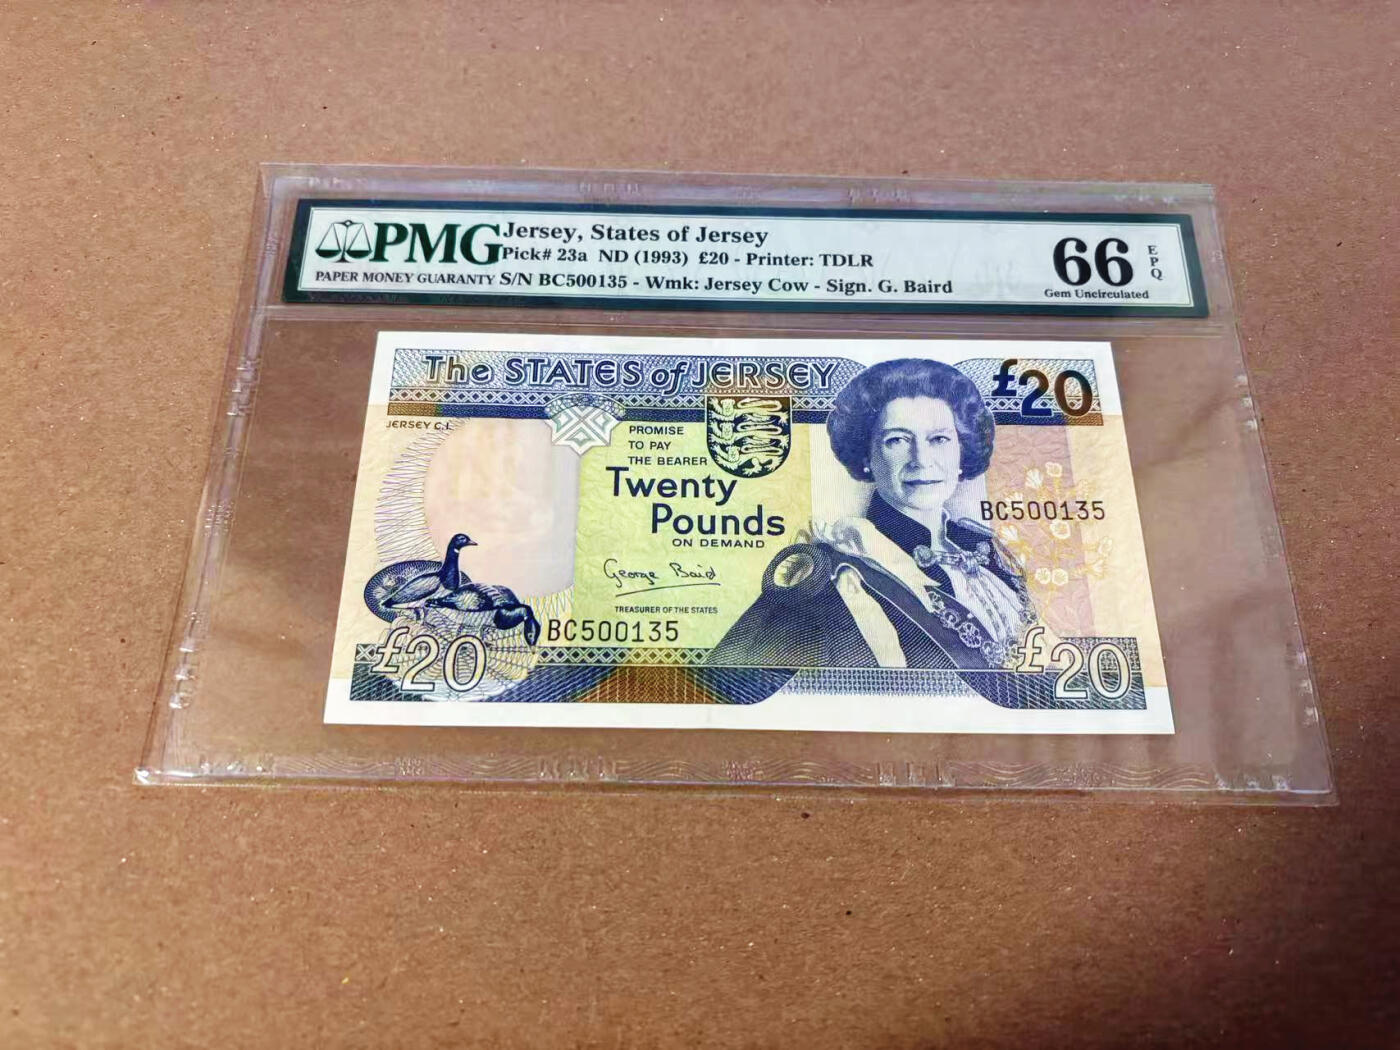 PMG
PAPER MONEY GUARANTY
Jersey, States of Jersey
Pick# 23a ND (1993) £20 - Printer: TDLR
S/N BC500135 - Wmk: Jersey Cow - Sign. G. Baird
66 EPQ
Gem Uncirculated
The STATES of JERSEY
£20
JERSEY C.I.
PROMISE
TO PAY
THE BEARER
Twenty
Pounds
ON DEMAND
BC500135
George Baird
TREASURER OF THE STATES
BC500135
£20
£20